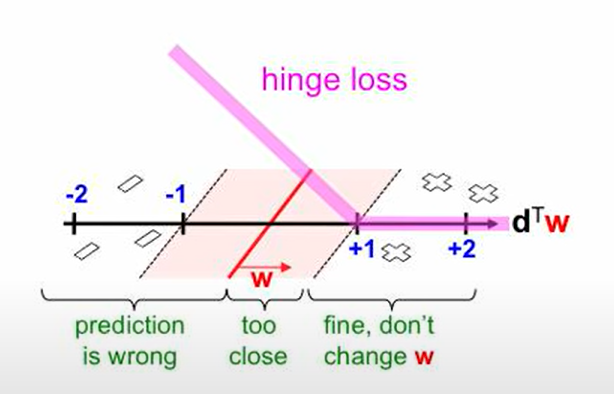 hinge loss
-2
-1
+1
+2
dᵀw
w
prediction
is wrong
too
close
fine, don't
change w